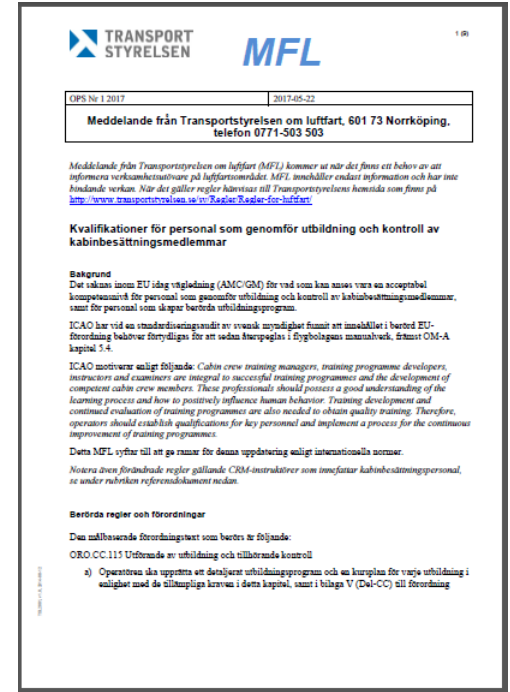 TRANSPORT
STYRELSEN
MFL
1 (9)
OPS Nr 1 2017
2017-05-22
Meddelande från Transportstyrelsen om luftfart, 601 73 Norrköping,
telefon 0771-503 503
Meddelande från Transportstyrelsen om luftfart (MFL) kommer ut när det finns ett behov av att
informera verksamhetsutövare på luftfartsområdet. MFL innehåller endast information och har inte
bindande verkan. När det gäller regler hänvisas till Transportstyrelsens hemsida som finns på
http://www.transportstyrelsen.se/sv/Regler/Regler-for-luftfart/
Kvalifikationer för personal som genomför utbildning och kontroll av
kabinbesättningsmedlemmar
Bakgrund
Det saknas inom EU idag vägledning (AMC/GM) för vad som kan anses vara en acceptabel
kompetensnivå för personal som genomför utbildning och kontroll av kabinbesättningsmedlemmar,
samt för personal som skapar berörda utbildningsprogram.
ICAO har vid en standardiseringsaudit av svensk myndighet funnit att innehållet i berörd EU-
förordning behöver förtydligas för att sedan återspeglas i flygbolagens manualverk, främst OM-A
kapitel 5.4.
ICAO motiverar enligt följande: Cabin crew training managers, training programme developers,
instructors and examiners are integral to successful training programmes and the development of
competent cabin crew members. These professionals should possess a good understanding of the
learning process and how to positively influence human behavior. Training development and
continued evaluation of training programmes are also needed to obtain quality training. Therefore,
operators should establish qualifications for key personnel and implement a process for the continuous
improvement of training programmes.
Detta MFL syftar till att ge ramar för denna uppdatering enligt internationella normer.
Notera även förändrade regler gällande CRM-instruktörer som innefattar kabinbesättningspersonal,
se under rubriken referensdokument nedan.
Berörda regler och förordningar
Den målbaserade förordningstext som berörs är följande:
ORO.CC.115 Utförande av utbildning och tillhörande kontroll
a) Operatören ska upprätta ett detaljerat utbildningsprogram och en kursplan för varje utbildning i
enlighet med de tillämpliga kraven i detta kapitel, samt i bilaga V (Del-CC) till förordning